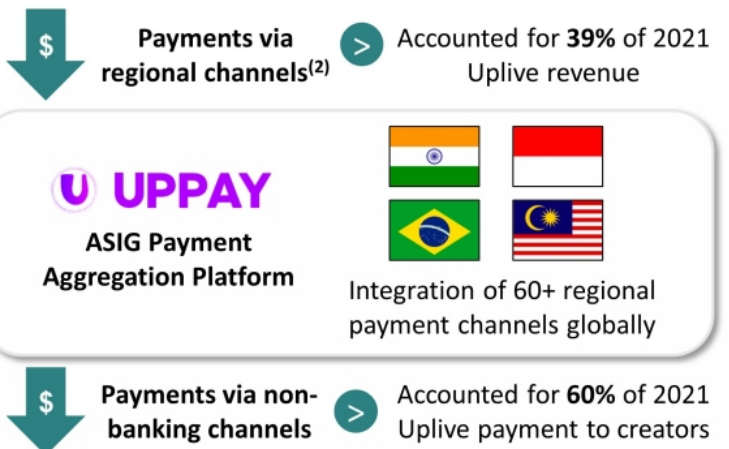 $
Payments via
regional channels(2)
>
Accounted for 39% of 2021
Uplive revenue
U UPPAY
ASIG Payment
Aggregation Platform
Integration of 60+ regional
payment channels globally
$
Payments via non-
banking channels
>
Accounted for 60% of 2021
Uplive payment to creators